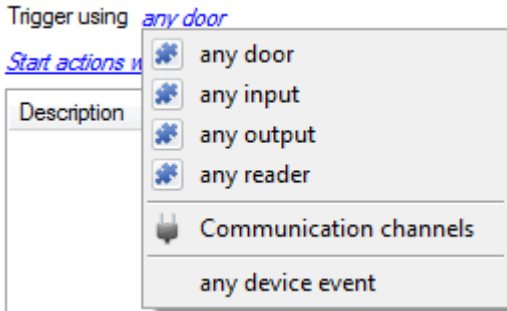 Trigger using any door
any door
Start actions w
any input
Description
any output
any reader
Communication channels
any device event